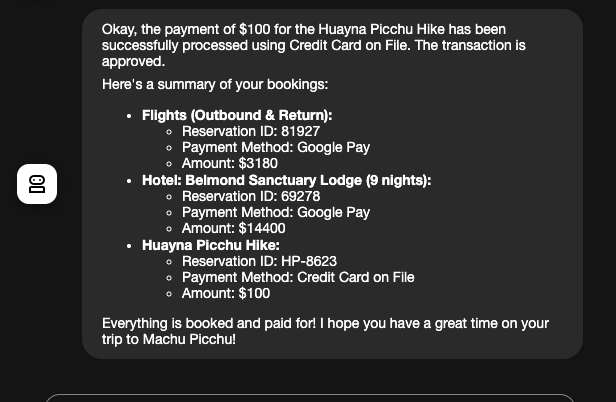 Okay, the payment of $100 for the Huayna Picchu Hike has been
successfully processed using Credit Card on File. The transaction is
approved.
Here's a summary of your bookings:
• Flights (Outbound & Return):
◦ Reservation ID: 81927
◦ Payment Method: Google Pay
◦ Amount: $3180
• Hotel: Belmond Sanctuary Lodge (9 nights):
◦ Reservation ID: 69278
◦ Payment Method: Google Pay
◦ Amount: $14400
• Huayna Picchu Hike:
◦ Reservation ID: HP-8623
◦ Payment Method: Credit Card on File
◦ Amount: $100
Everything is booked and paid for! I hope you have a great time on your
trip to Machu Picchu!